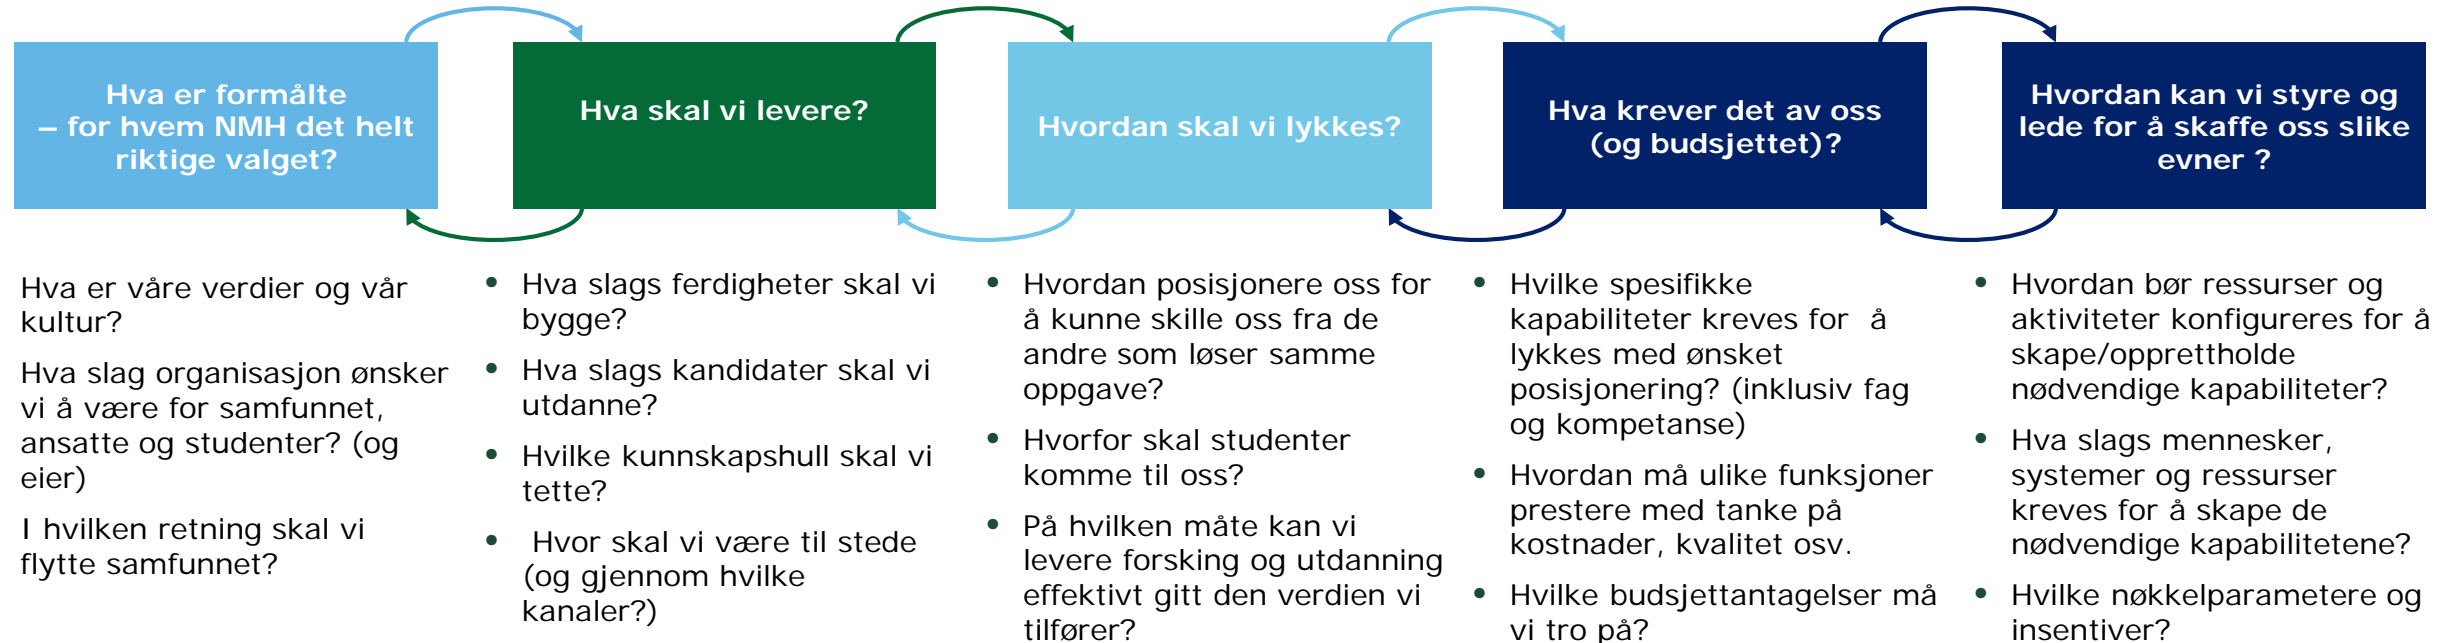 Hva er formålte
– for hvem NMH det helt
riktige valget?
Hva skal vi levere?
Hvordan skal vi lykkes?
Hva krever det av oss
(og budsjettet)?
Hvordan kan vi styre og
lede for å skaffe oss slike
evner ?
Hva er våre verdier og vår
kultur?
Hva slag organisasjon ønsker
vi å være for samfunnet,
ansatte og studenter? (og
eier)
I hvilken retning skal vi
flytte samfunnet?
• Hva slags ferdigheter skal vi
bygge?
• Hva slags kandidater skal vi
utdanne?
• Hvilke kunnskapshull skal vi
tette?
• Hvor skal vi være til stede
(og gjennom hvilke
kanaler?)
• Hvordan posisjonere oss for
å kunne skille oss fra de
andre som løser samme
oppgave?
• Hvorfor skal studenter
komme til oss?
• På hvilken måte kan vi
levere forsking og utdanning
effektivt gitt den verdien vi
tilfører?
• Hvilke spesifikke
kapabiliteter kreves for å
lykkes med ønsket
posisjonering? (inklusiv fag
og kompetanse)
• Hvordan må ulike funksjoner
prestere med tanke på
kostnader, kvalitet osv.
• Hvilke budsjettantagelser må
vi tro på?
• Hvordan bør ressurser og
aktiviteter konfigureres for å
skape/opprettholde
nødvendige kapabiliteter?
• Hva slags mennesker,
systemer og ressurser
kreves for å skape de
nødvendige kapabilitetene?
• Hvilke nøkkelparametere og
insentiver?